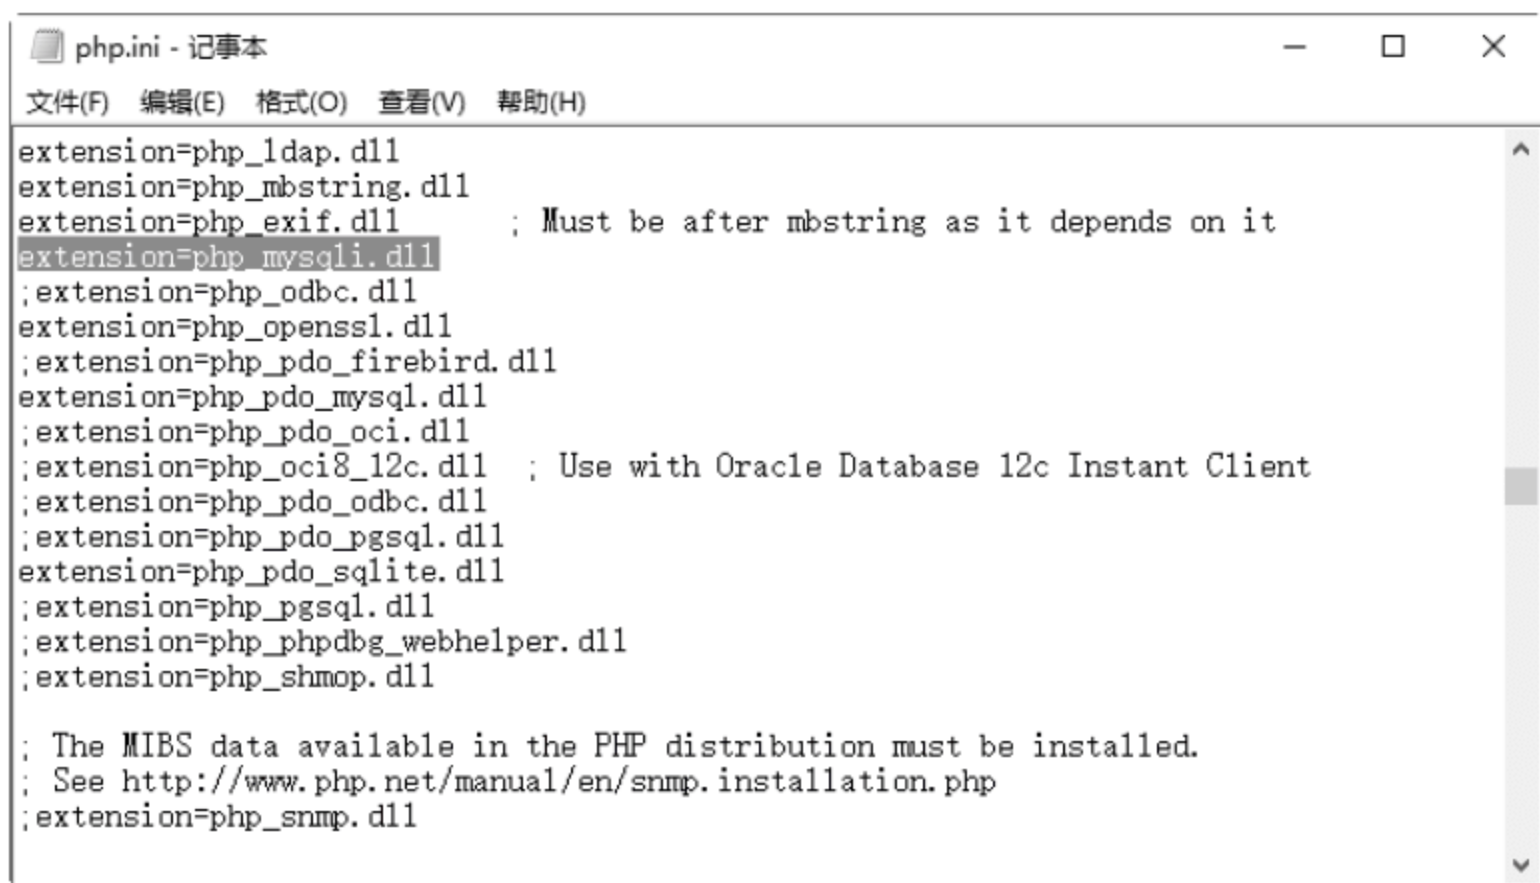 php.ini - 记事本
文件(F) 编辑(E) 格式(O) 查看(V) 帮助(H)
extension=php_ldap.dll
extension=php_mbstring.dll
extension=php_exif.dll      ; Must be after mbstring as it depends on it
extension=php_mysqli.dll
;extension=php_odbc.dll
extension=php_openssl.dll
;extension=php_pdo_firebird.dll
extension=php_pdo_mysql.dll
;extension=php_pdo_oci.dll
;extension=php_oci8_12c.dll  ; Use with Oracle Database 12c Instant Client
;extension=php_pdo_odbc.dll
;extension=php_pdo_pgsql.dll
extension=php_pdo_sqlite.dll
;extension=php_pgsql.dll
;extension=php_phpdbg_webhelper.dll
;extension=php_shmop.dll
; The MIBS data available in the PHP distribution must be installed.
; See http://www.php.net/manual/en/snmp.installation.php
;extension=php_snmp.dll